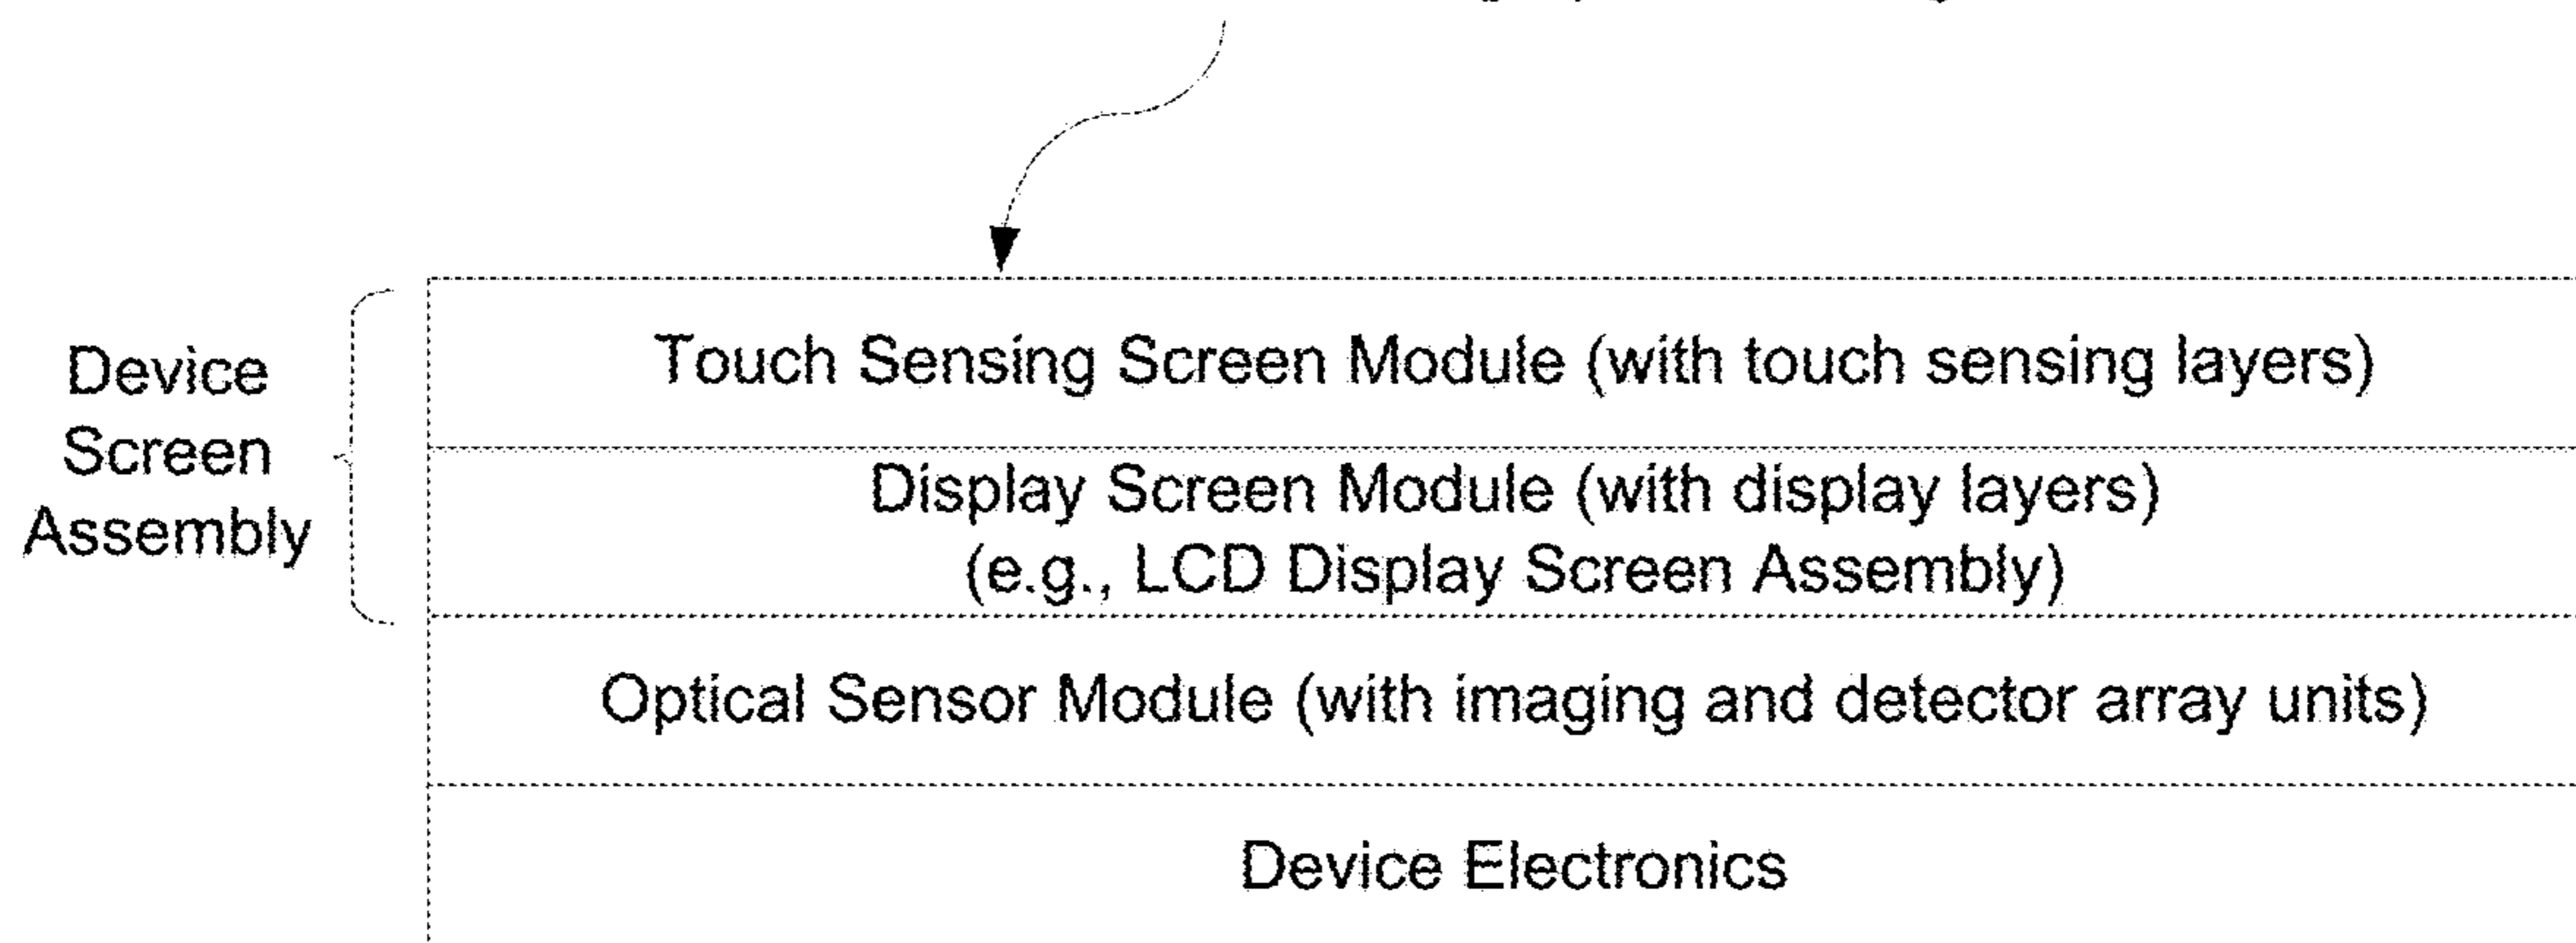 Device
Screen
Assembly
Touch Sensing Screen Module (with touch sensing layers)
Display Screen Module (with display layers)
(e.g., LCD Display Screen Assembly)
Optical Sensor Module (with imaging and detector array units)
Device Electronics